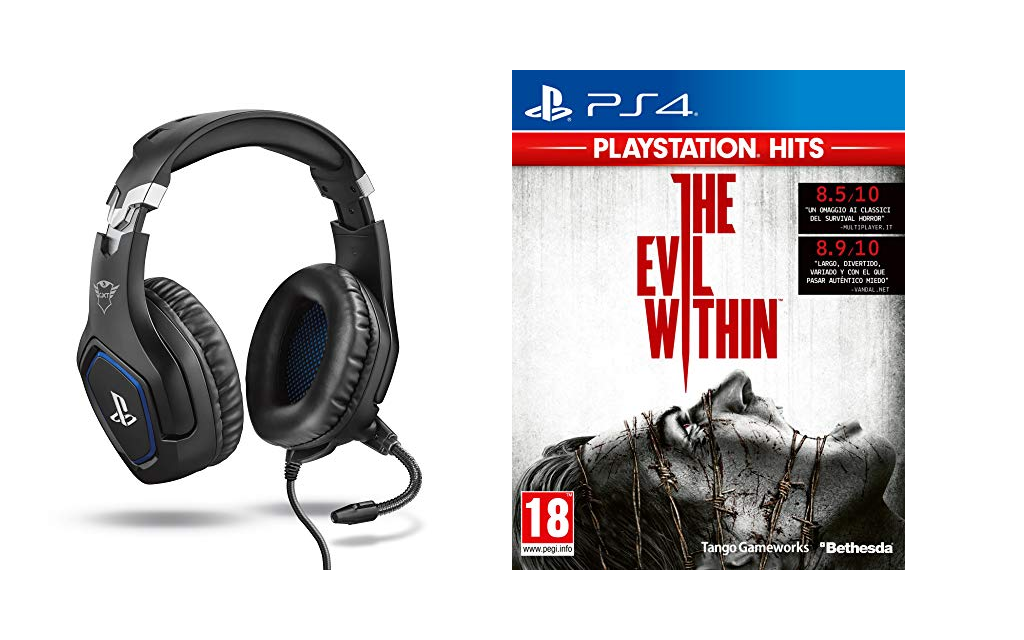 GXT
PS4
PLAYSTATION HITS
THE
EVIL
WITHIN
8.5/10
"UN OMAGGIO AI CLASSICI
DEL SURVIVAL HORROR"
-MULTIPLAYER.IT
8.9/10
"LARGO, DIVERTIDO,
VARIADO Y CON EL QUE
PASAR AUTÉNTICO MIEDO"
-VANDAL.NET
18
www.pegi.info
Tango Gameworks
Bethesda